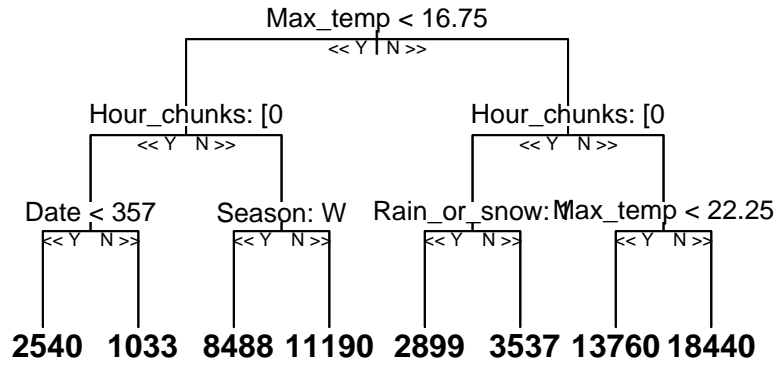 Max_temp < 16.75
<< Y N >>
Hour_chunks: [0 Hour_chunks: [0
<< Y N >> << Y N >>
Date < 357 Season: W Rain_or_snow: Max_temp < 22.25
<< Y N >> << Y N >> << Y N >> << Y N >>
2540 1033 8488 11190 2899 3537 13760 18440